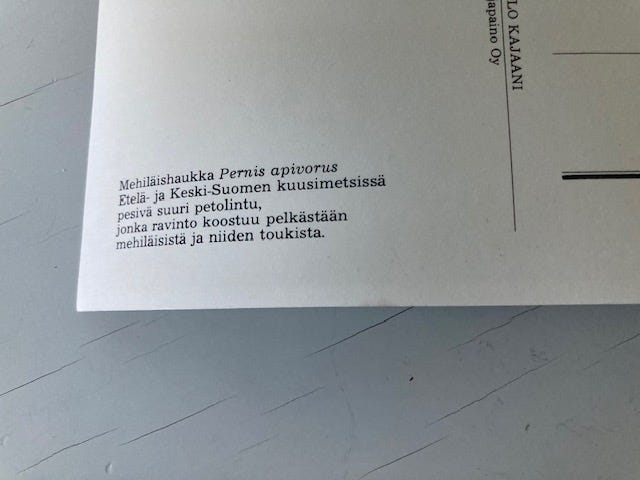 Mehiläishaukka Pernis apivorus
Etelä- ja Keski-Suomen kuusimetsissä
pesivä suuri petolintu,
jonka ravinto koostuu pelkästään
mehiläisistä ja niiden toukista.
LO KAJAANI
japaino Oy